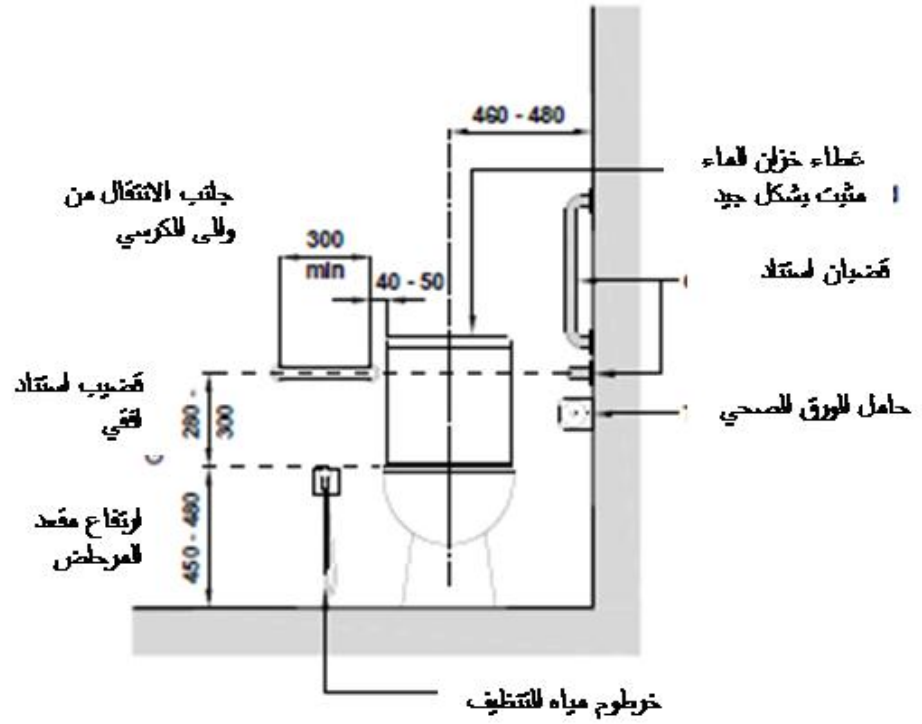 460 - 480
غطاء خزان الماء
مثبت بشكل جيد
جانب الانتقال من
والى الكرسي
300
min
40 - 50
قضبان استناد
قضيب استناد
افقي
280 -
300
حامل الورق الصحي
ارتفاع مقعد
المرحاض
450 - 480
خرطوم مياه للتنظيف